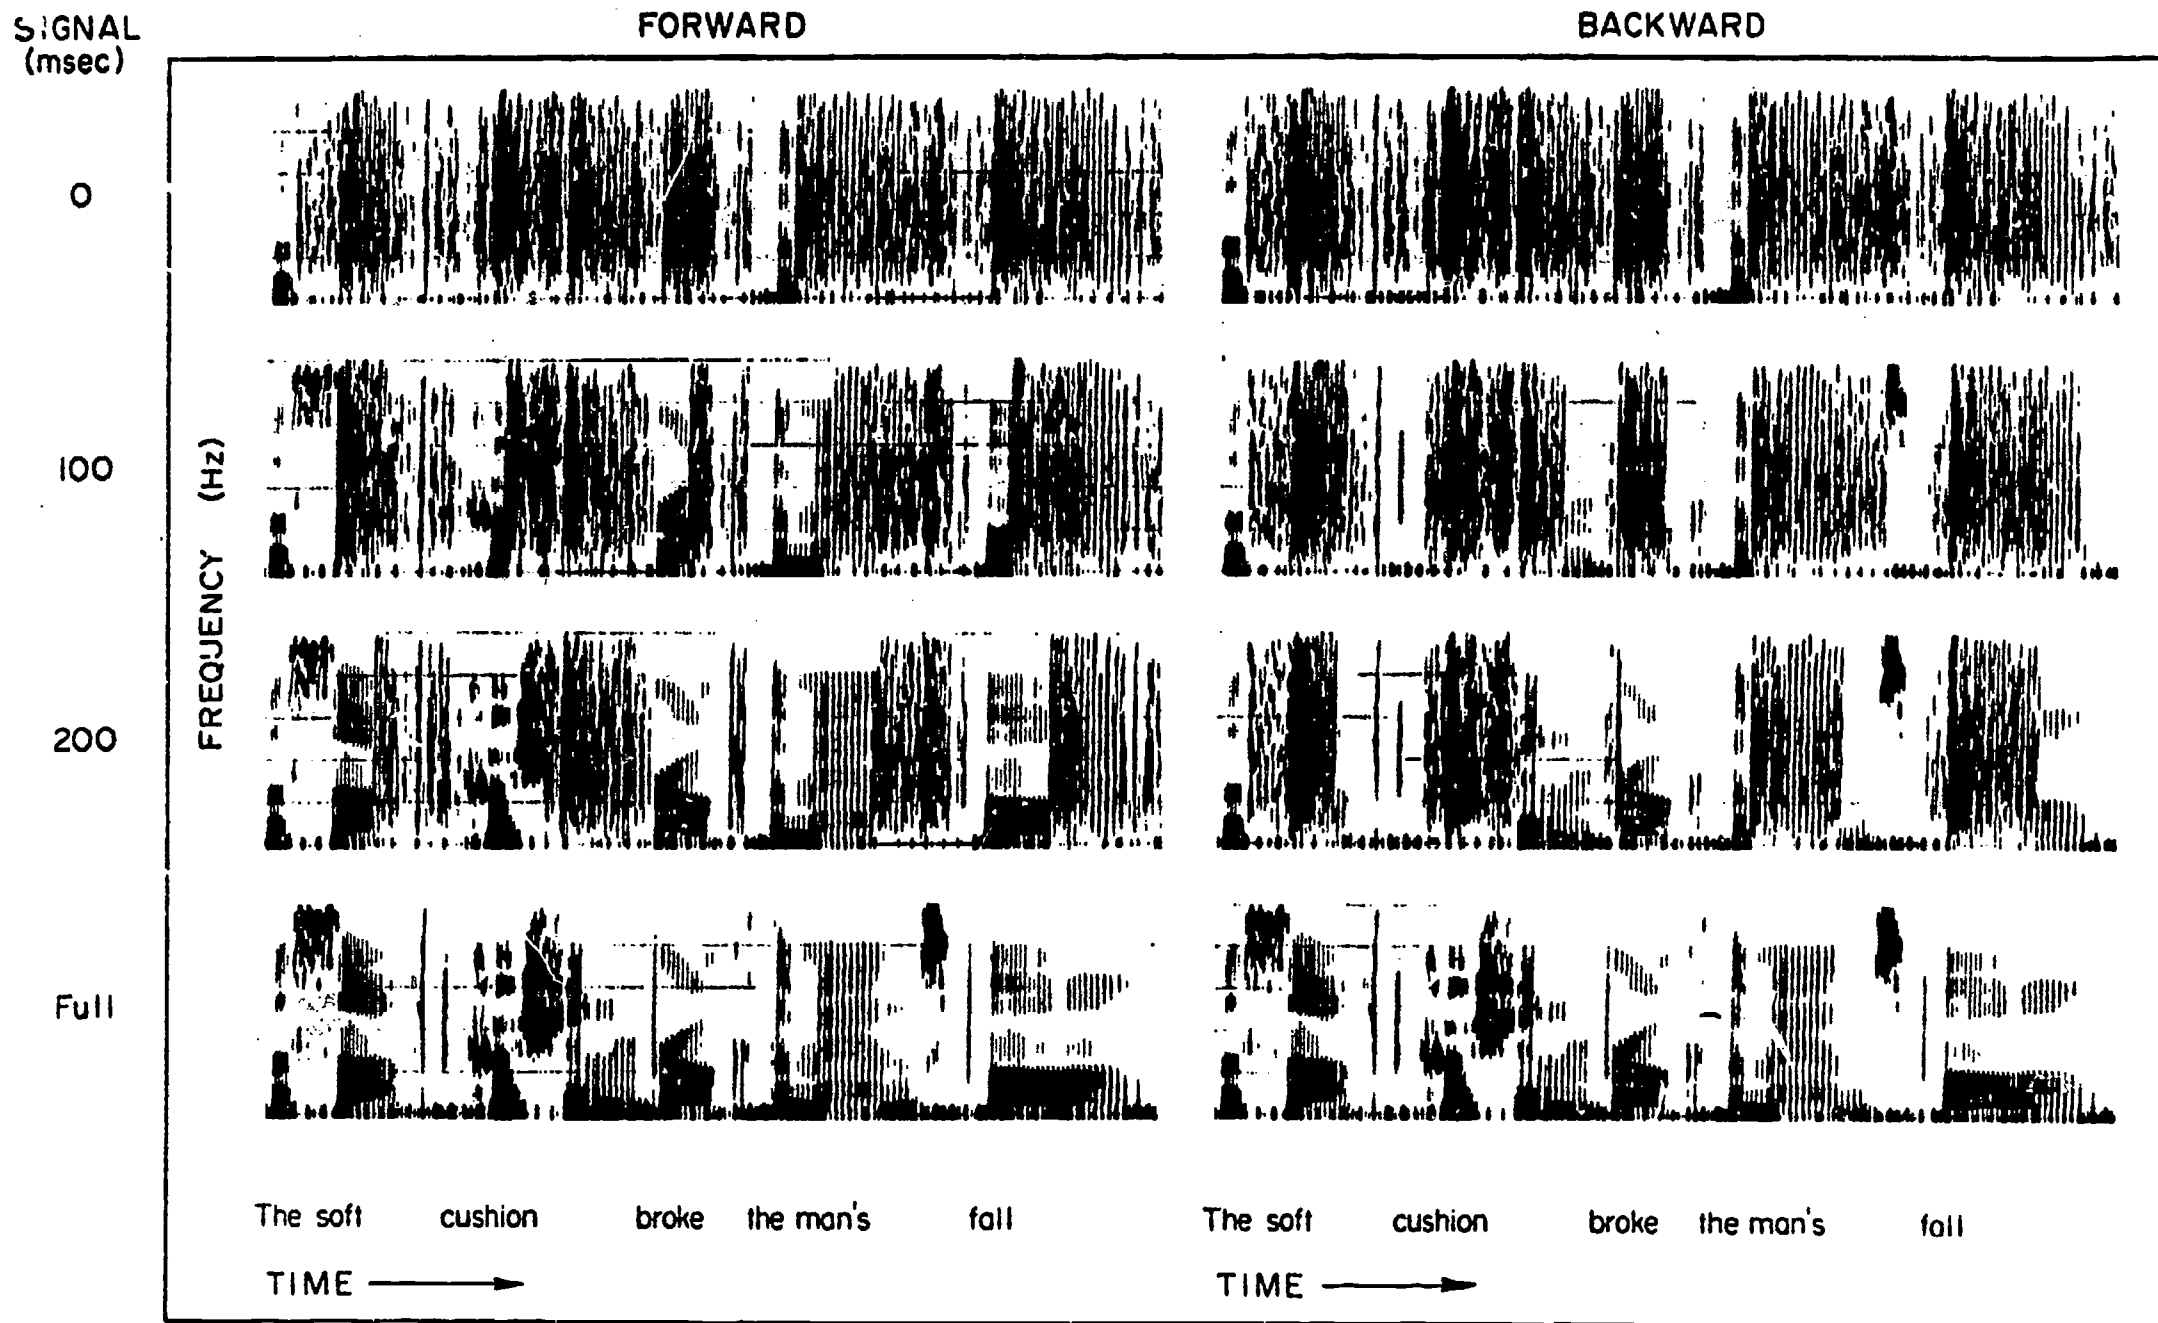 SIGNAL
(msec)
FORWARD
BACKWARD
0
100
200
Full
FREQUENCY (Hz)
The soft cushion broke the man's fall
The soft cushion broke the man's fall
TIME
TIME